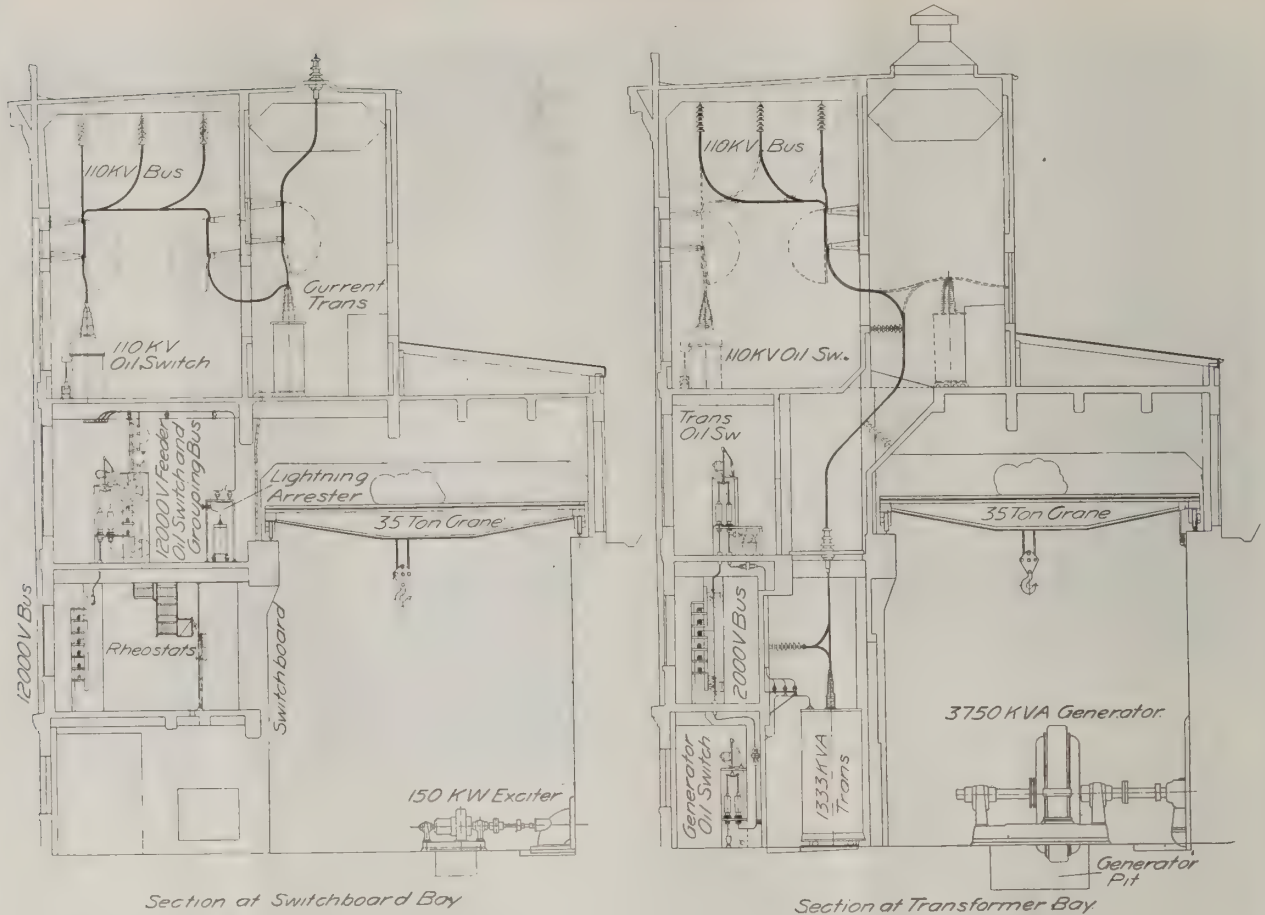 110KV Bus
Current
Trans
110KV
Oil Switch
12000V Feeder
Oil Switch and
Grouping Bus
Lightning
Arrester
35 Ton Crane
12000V Bus
Rheostats
Switchboard
150 KW Exciter
Section at Switchboard Bay
110KV Bus
110KV Oil Sw.
Trans
Oil Sw
35 Ton Crane
2000V Bus
3750 KVA Generator
Generator
Oil Switch
1333 KVA
Trans
Generator
Pit
Section at Transformer Bay.